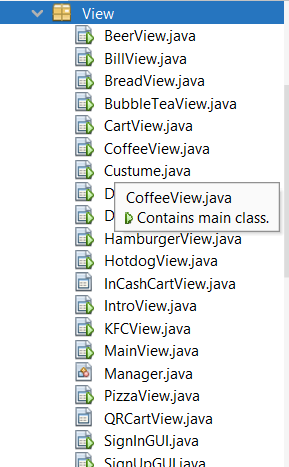 View
BeerView.java
BillView.java
BreadView.java
BubbleTeaView.java
CartView.java
CoffeeView.java
Custume.java
D
CoffeeView.java
D
Contains main class.
HamburgerView.java
HotdogView.java
InCashCartView.java
IntroView.java
KFCView.java
MainView.java
Manager.java
PizzaView.java
QRCartView.java
SignInGUI.java
SignUpGUI.java